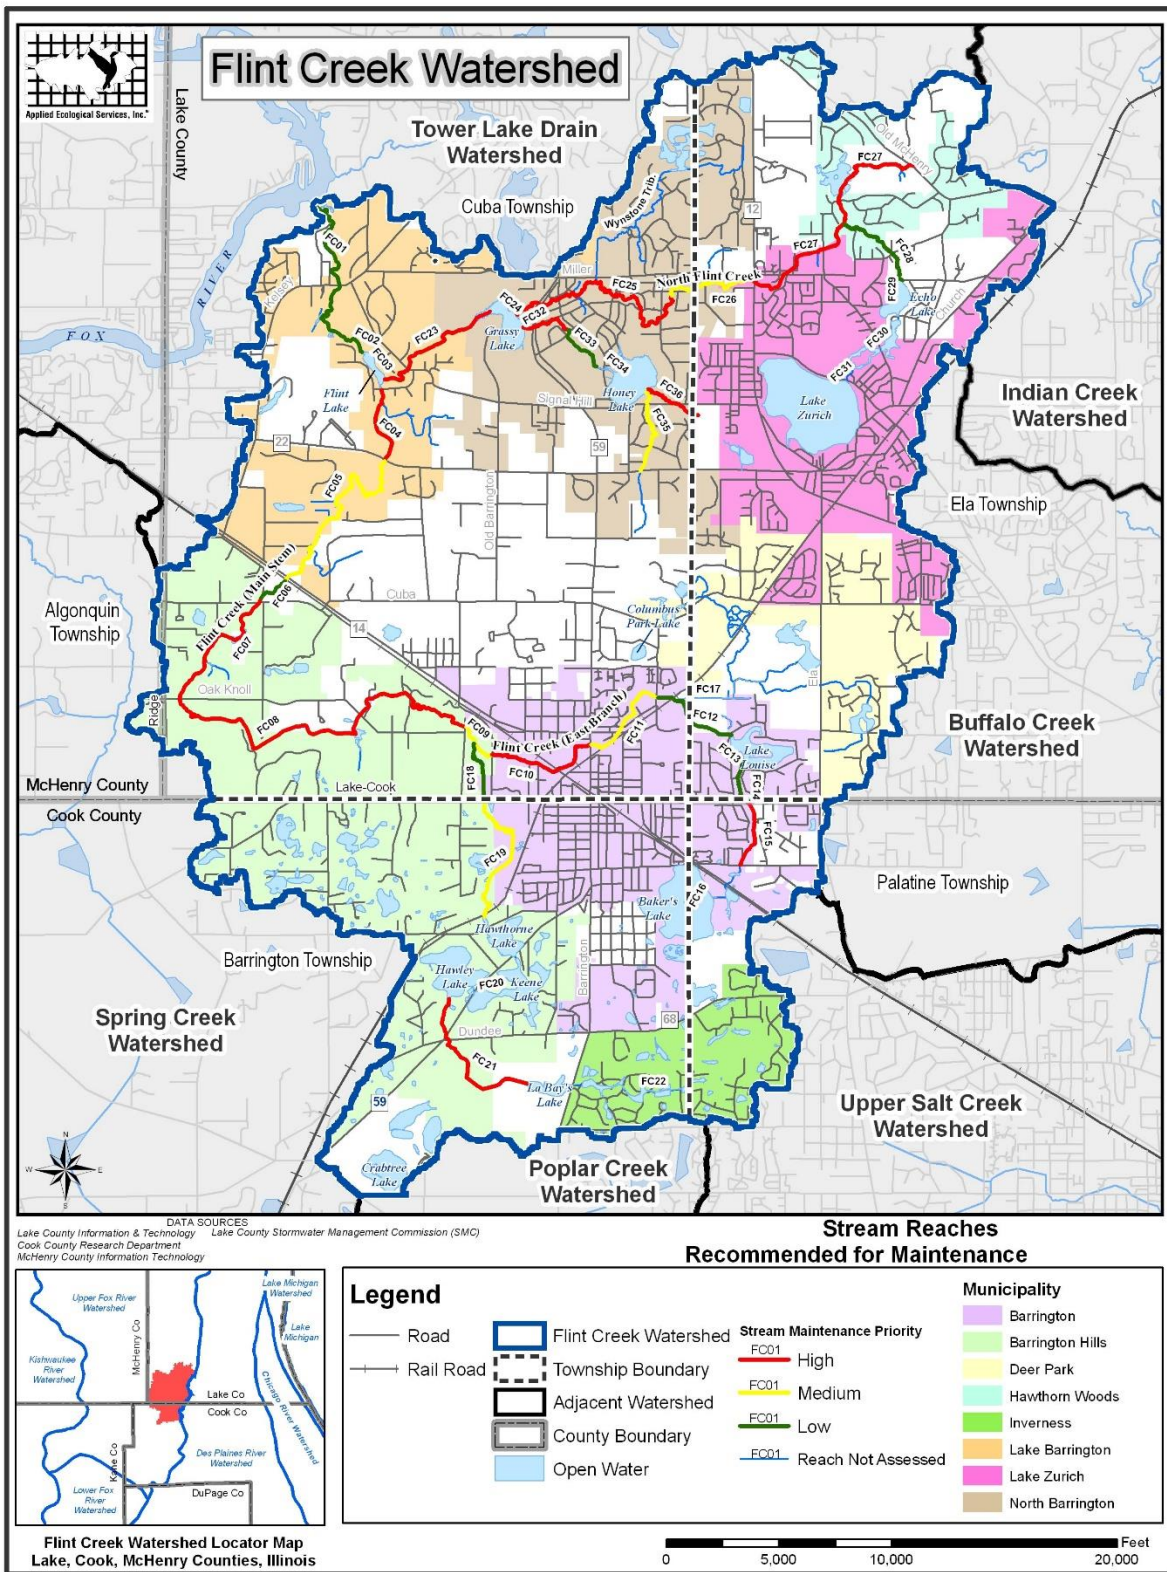 Applied Ecological Services, Inc.
Flint Creek Watershed
Lake County
Tower Lake Drain
Watershed
Cuba Township
Wynstone Trib.
12
Old McHenry
FC27
FC01
Kelsey
RIVER
FOX
Miller
FC25
North Flint Creek
FC26
FC27
FC28
FC29
Echo
Lake
Church
FC24
FC32
FC23
Grassy
Lake
FC02
FC03
FC33
FC34
FC30
FC31
Flint
Lake
Honey
Lake
FC36
FC35
Lake
Zurich
Indian Creek
Watershed
Signal Hill
FC04
22
59
FC05
Old Barrington
Ela Township
Flint Creek (Main Stem)
FC06
Cuba
Algonquin
Township
14
FC07
Columbus
Park Lake
Ela
Oak Knoll
Ridge
FC08
FC09
Flint Creek (East Branch)
FC11
FC17
FC12
Buffalo Creek
Watershed
FC10
FC13
Lake
Louise
FC18
FC14
McHenry County
Lake-Cook
Cook County
FC15
FC19
Palatine Township
FC16
Baker's
Lake
Hawthorne
Lake
Barrington Township
Barrington
Hawley
Lake
FC20
Keene
Lake
Spring Creek
Watershed
Dundee
68
FC21
FC22
La Bay's
Lake
59
Upper Salt Creek
Watershed
Poplar Creek
Watershed
Crabtree
Lake
N
W
E
S
DATA SOURCES
Lake County Information & Technology
Lake County Stormwater Management Commission (SMC)
Cook County Research Department
McHenry County Information Technology
Stream Reaches
Recommended for Maintenance
Upper Fox River
Watershed
Lake Michigan
Watershed
McHenry Co
Lake
Michigan
Kishwaukee
River
Watershed
Lake Co
Cook Co
Chicago River Watershed
Kane Co
Des Plaines River
Watershed
Lower Fox
River
Watershed
DuPage Co
Flint Creek Watershed Locator Map
Lake, Cook, McHenry Counties, Illinois
Legend
Road
Rail Road
Flint Creek Watershed
Township Boundary
Adjacent Watershed
County Boundary
Open Water
Stream Maintenance Priority
FC01 High
FC01 Medium
FC01 Low
FC01 Reach Not Assessed
Municipality
Barrington
Barrington Hills
Deer Park
Hawthorn Woods
Inverness
Lake Barrington
Lake Zurich
North Barrington
Feet
0 5,000 10,000 20,000